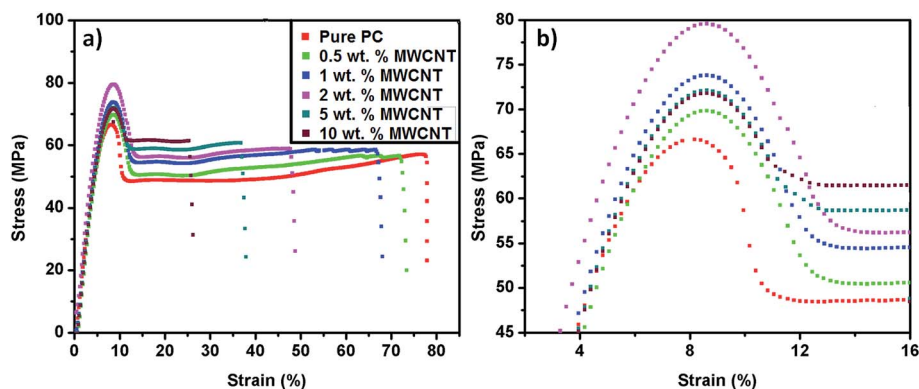 a)
Pure PC
0.5 wt. % MWCNT
1 wt. % MWCNT
2 wt. % MWCNT
5 wt. % MWCNT
10 wt. % MWCNT
Stress (MPa)
100
80
60
40
20
0
0 10 20 30 40 50 60 70 80
Strain (%)
b)
Stress (MPa)
80
75
70
65
60
55
50
45
4 8 12 16
Strain (%)